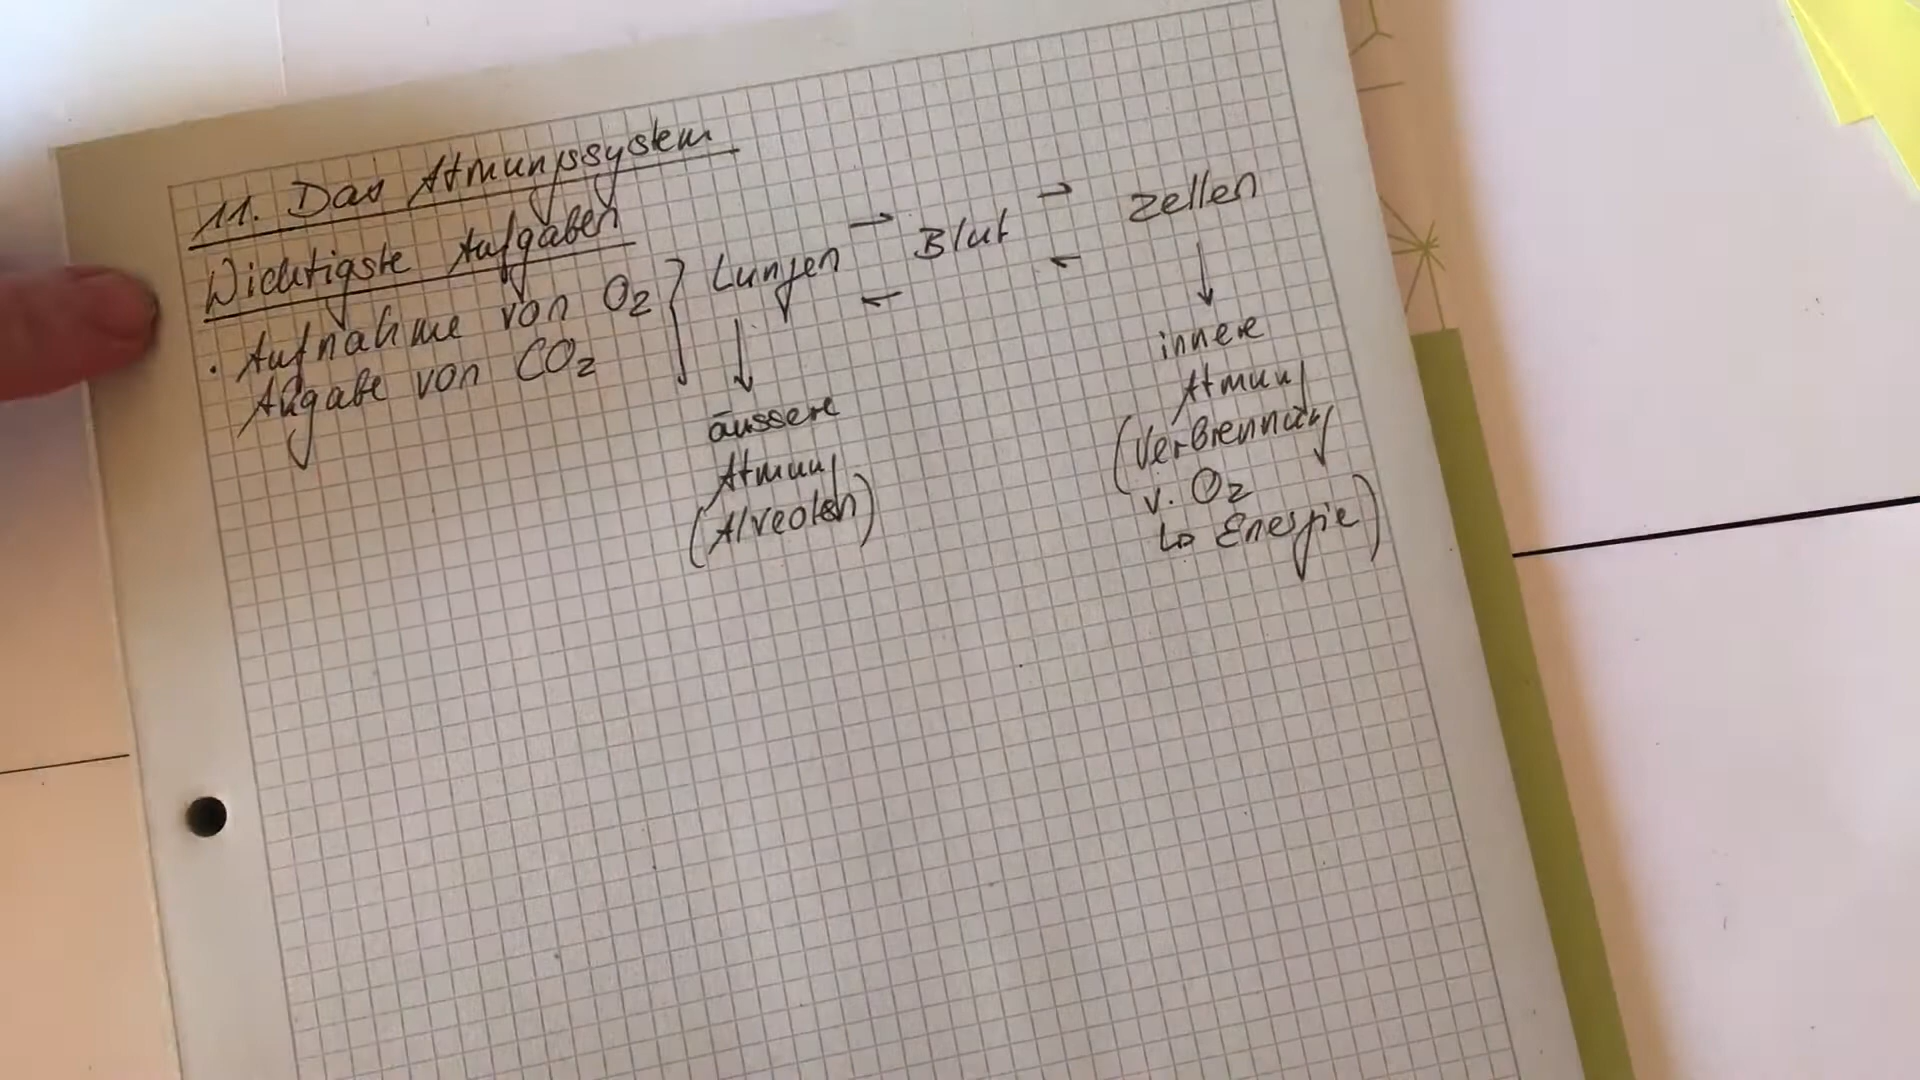 11. Das Atmungssystem
Wichtigste Aufgaben
• Aufnahme von O₂ } Lungen → ← Blut → ← Zellen
Abgabe von CO₂
↓
äussere
Atmung
(Alveolen)
↓
innere
Atmung
(Verbrennung
v. O₂
↳ Energie)